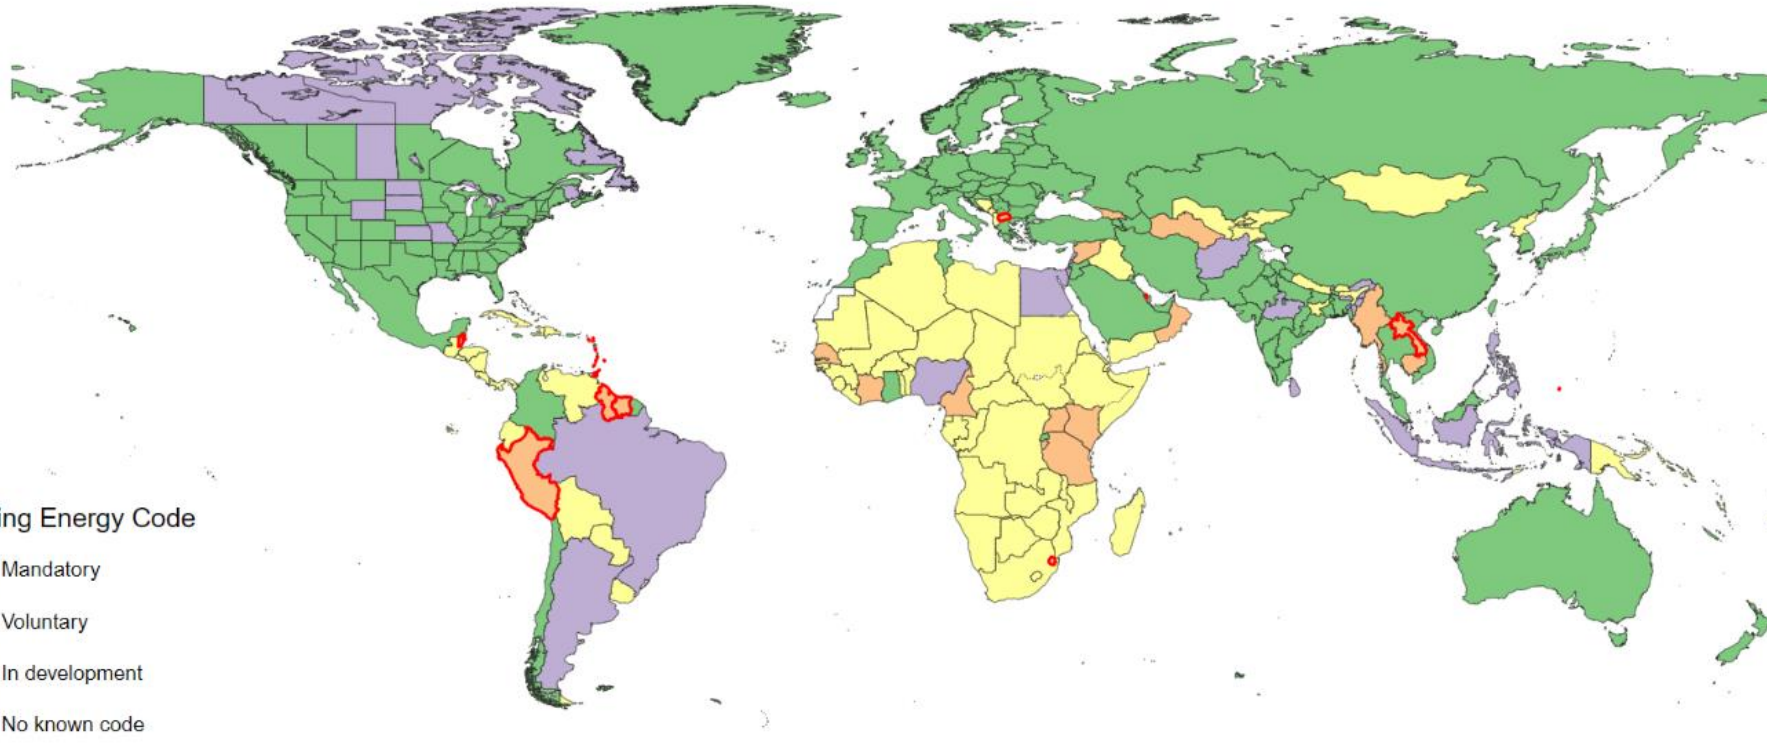 ing Energy Code
Mandatory
Voluntary
In development
No known code